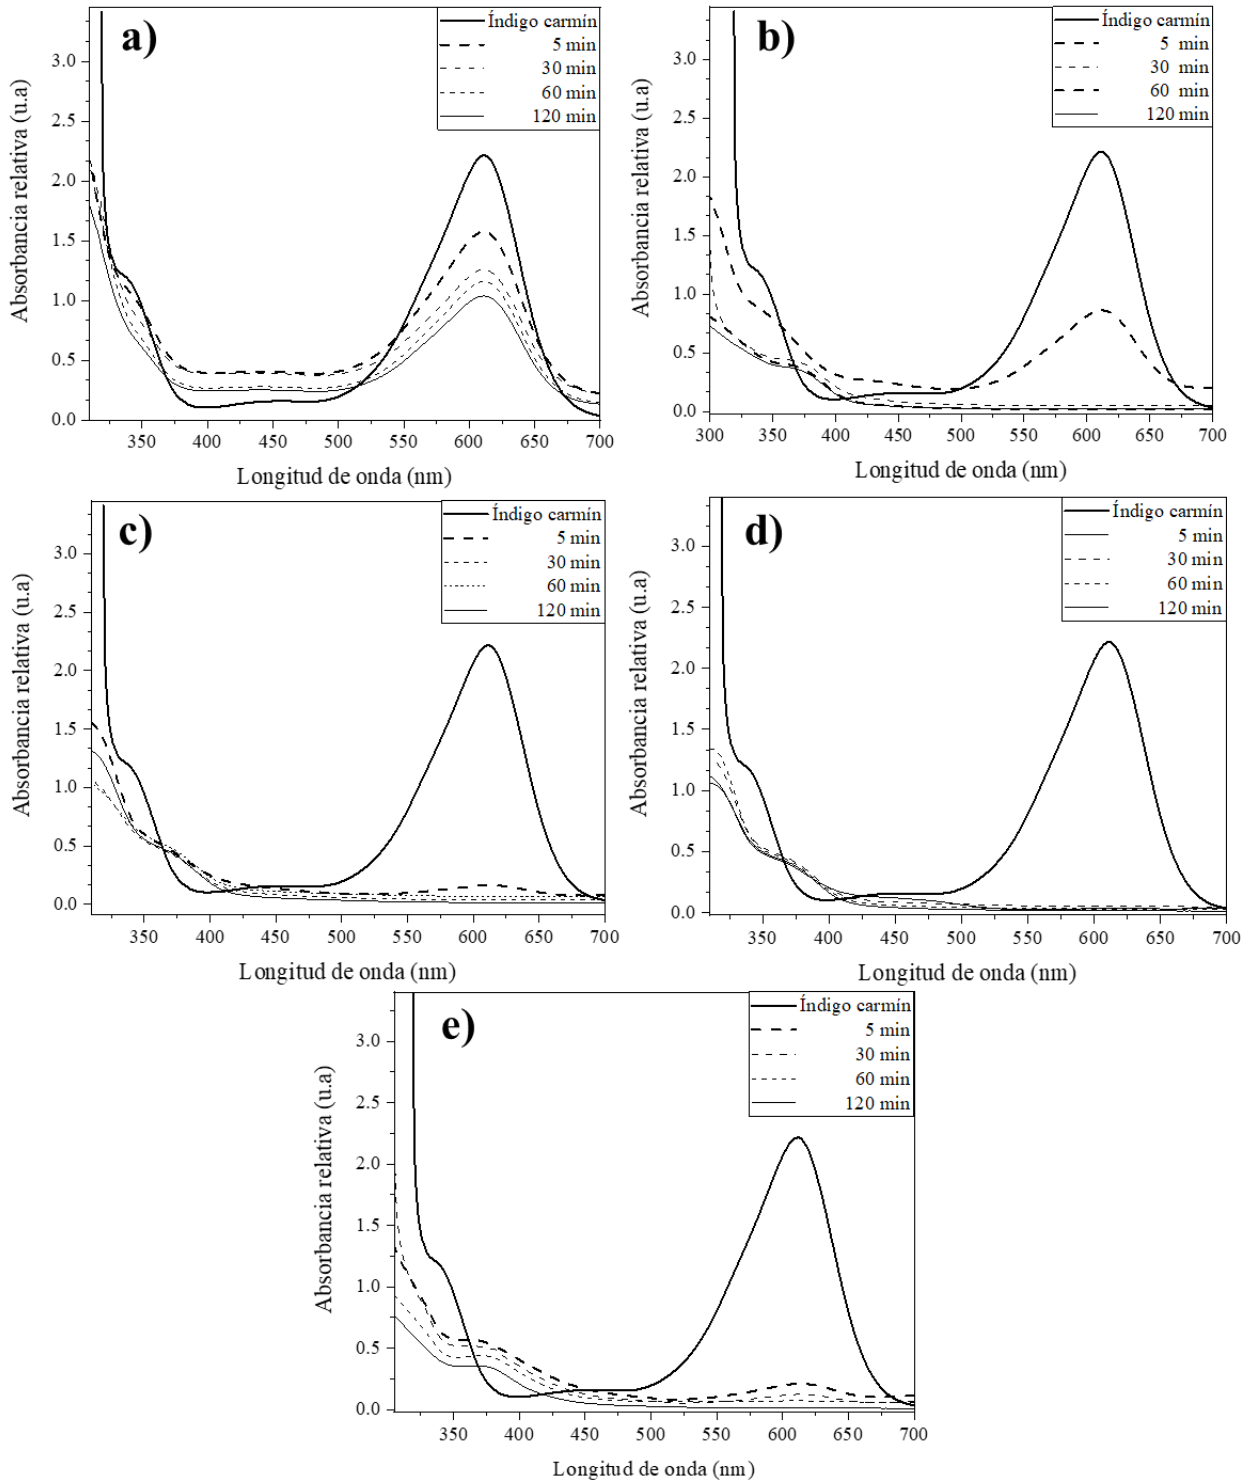 a)
Índigo carmín
5 min
30 min
60 min
120 min
3.0
2.5
2.0
1.5
1.0
0.5
0.0
350 400 450 500 550 600 650 700
Absorbancia relativa (u.a)
Longitud de onda (nm)
b)
Índigo carmín
5 min
30 min
60 min
120 min
3.0
2.5
2.0
1.5
1.0
0.5
0.0
300 350 400 450 500 550 600 650 700
Absorbancia relativa (u.a)
Longitud de onda (nm)
c)
Índigo carmín
5 min
30 min
60 min
120 min
3.0
2.5
2.0
1.5
1.0
0.5
0.0
350 400 450 500 550 600 650 700
Absorbancia relativa (u.a)
Longitud de onda (nm)
d)
Índigo carmín
5 min
30 min
60 min
120 min
3.0
2.5
2.0
1.5
1.0
0.5
0.0
350 400 450 500 550 600 650 700
Absorbancia relativa (u.a)
Longitud de onda (nm)
e)
Índigo carmín
5 min
30 min
60 min
120 min
3.0
2.5
2.0
1.5
1.0
0.5
0.0
350 400 450 500 550 600 650 700
Absorbancia relativa (u.a)
Longitud de onda (nm)